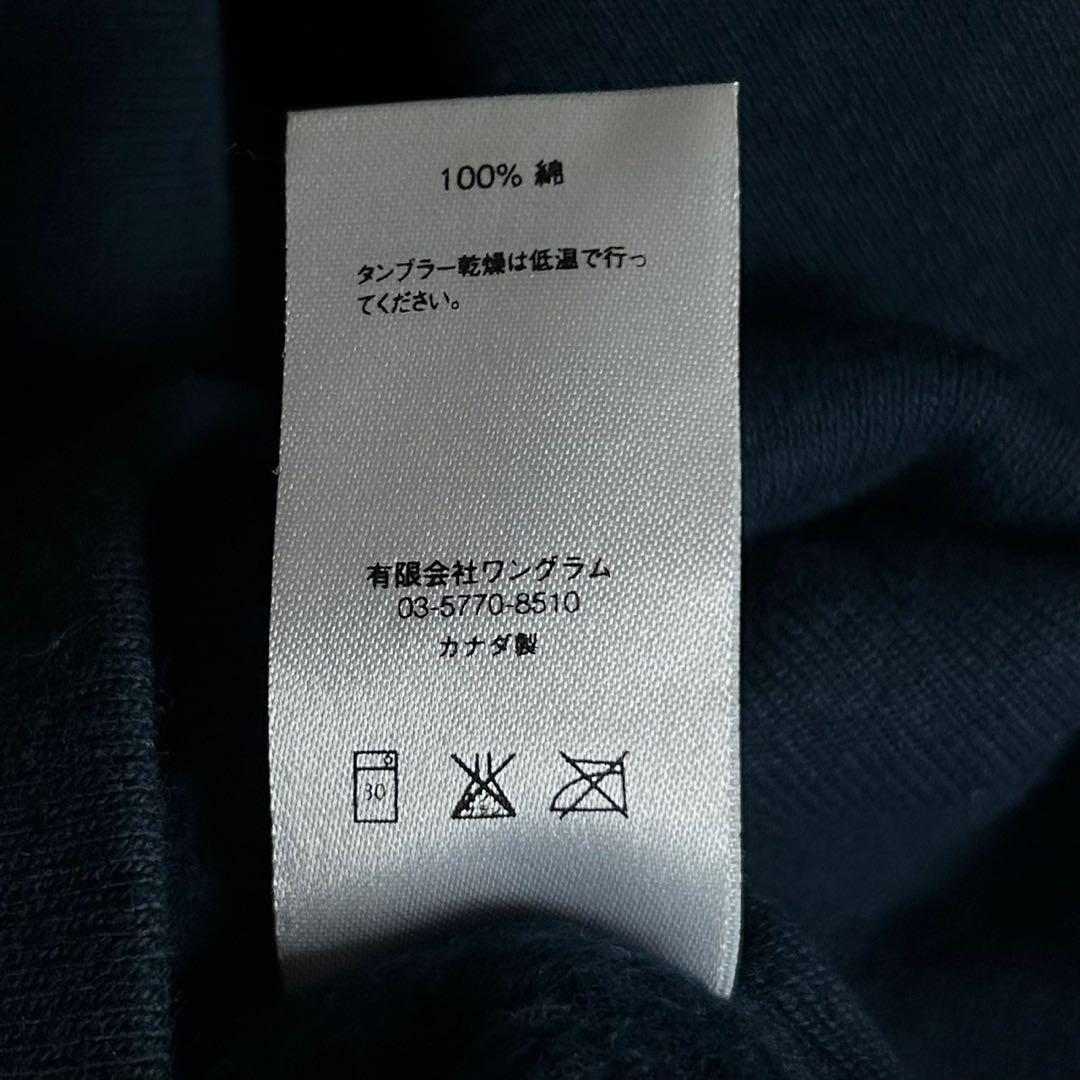 100% 綿
タンブラー乾燥は低温で行っ
てください。
有限会社ワングラム
03-5770-8510
カナダ製
30